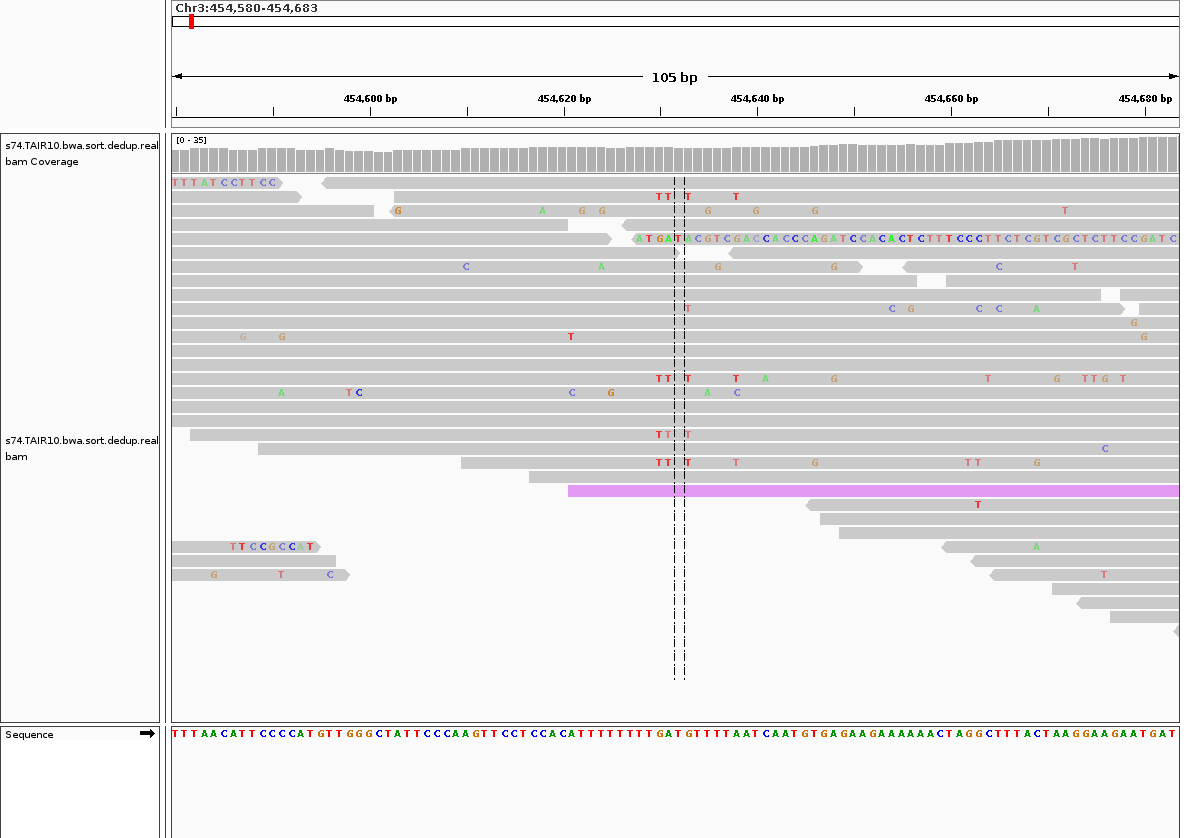 Chr3:454,580-454,683
105 bp
454,600 bp 454,620 bp 454,640 bp 454,660 bp 454,680 bp
s74.TAIR10.bwa.sort.dedup.real
bam Coverage
[0 - 35]
T T T A T C C T T C C
T T T T
G A G G G G G T
A T G A T A C G T C G A C C A C C C A G A T C C A C A C T C T T T C C C T T C T C G T C G C T C T T C C G A T C
C A G G C T
T C G C C A
G
G G T G
T T T T A G T G T T G T
A T C C G A C
s74.TAIR10.bwa.sort.dedup.real
bam
T T T
C
T T T T G T T G
T
T T C C G C C A T A
G T C T
Sequence
T T T A A C A T T C C C C A T G T T G G G C T A T T C C C A A G T T C C T C C A C A T T T T T T T T G A T G T T T T A A T C A A T G T G A G A A G A A A A A A C T A G G C T T T A C T A A G G A A G A A T G A T